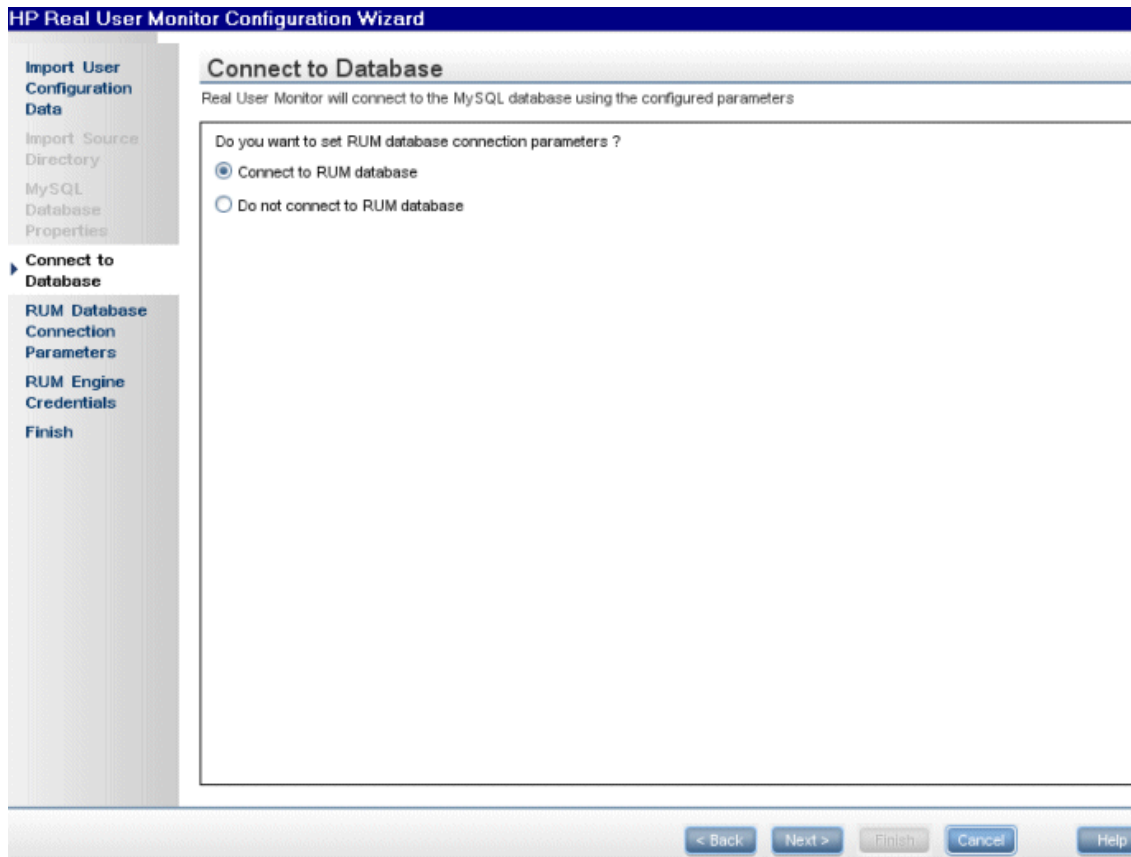 HP Real User Monitor Configuration Wizard
Import User
Configuration
Data
Import Source
Directory
MySQL
Database
Properties
Connect to
Database
RUM Database
Connection
Parameters
RUM Engine
Credentials
Finish
Connect to Database
Real User Monitor will connect to the MySQL database using the configured parameters
Do you want to set RUM database connection parameters ?
Connect to RUM database
Do not connect to RUM database
< Back Next > Finish Cancel Help